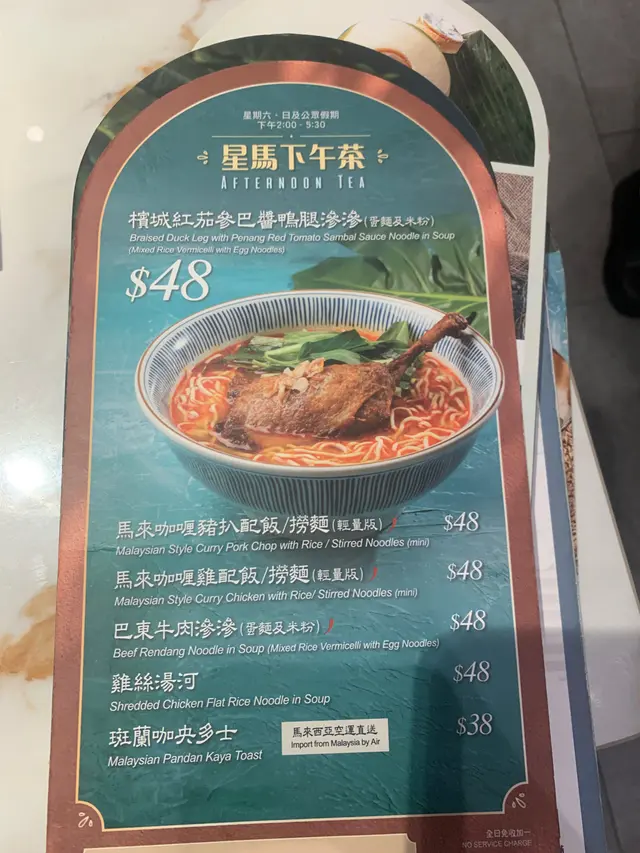 星期六、日及公眾假期
下午2:00 - 5:30
星馬下午茶
AFTERNOON TEA
檳城紅茄參巴醬鴨腿滲滲(蛋麵及米粉)
Braised Duck Leg with Penang Red Tomato Sambal Sauce Noodle in Soup
(Mixed Rice Vermicelli with Egg Noodles)
$48
馬來咖喱豬扒配飯/撈麵(輕量版) $48
Malaysian Style Curry Pork Chop with Rice / Stirred Noodles (mini)
馬來咖喱雞配飯/撈麵(輕量版) $48
Malaysian Style Curry Chicken with Rice/ Stirred Noodles (mini)
巴東牛肉滲滲(蛋麵及米粉) $48
Beef Rendang Noodle in Soup (Mixed Rice Vermicelli with Egg Noodles)
雞絲湯河 $48
Shredded Chicken Flat Rice Noodle in Soup
斑蘭咖央多士 $38
Malaysian Pandan Kaya Toast
馬來西亞空運直送
Import from Malaysia by Air
全日免收加一
NO SERVICE CHARGE